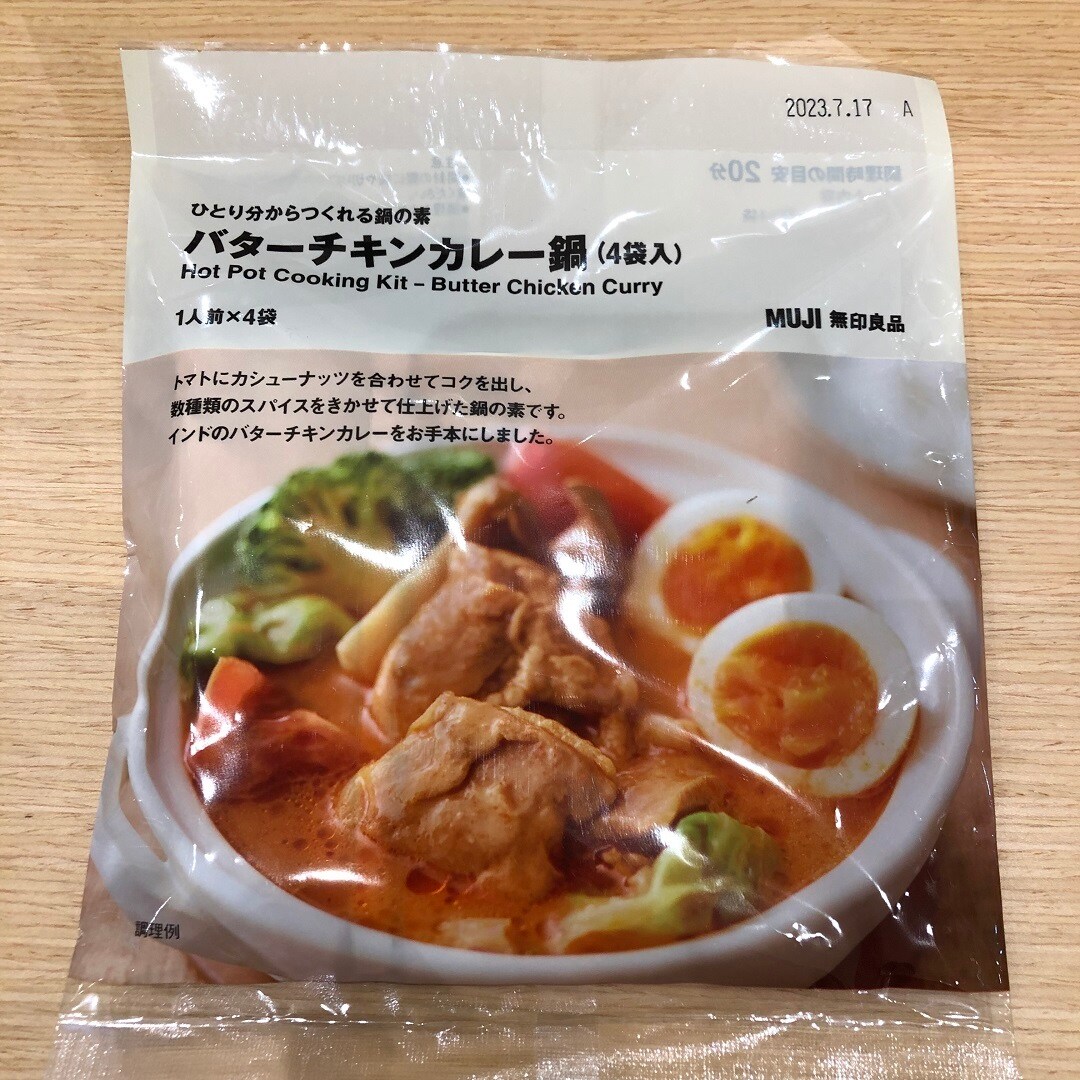 2023.7.17 A
調理時間の目安 20分
ひとり分からつくれる鍋の素
バターチキンカレー鍋(4袋入)
Hot Pot Cooking Kit – Butter Chicken Curry
1人前×4袋
MUJI 無印良品
トマトにカシューナッツを合わせてコクを出し、
数種類のスパイスをきかせて仕上げた鍋の素です。
インドのバターチキンカレーをお手本にしました。
調理例